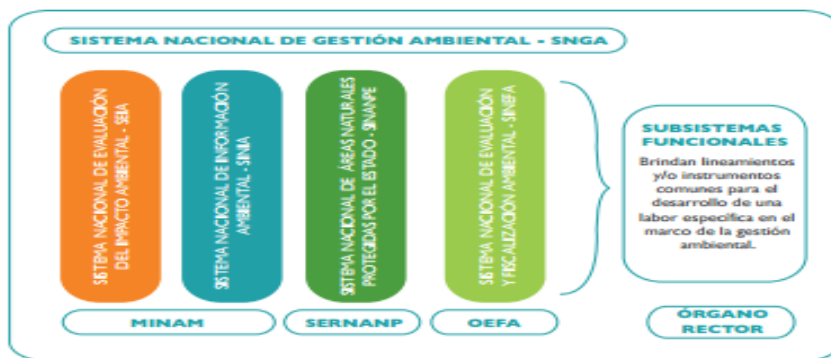 SISTEMA NACIONAL DE GESTIÓN AMBIENTAL - SNGA
SISTEMA NACIONAL DE EVALUACIÓN
DEL IMPACTO AMBIENTAL - SEIA
SISTEMA NACIONAL DE INFORMACIÓN
AMBIENTAL - SINIA
SISTEMA NACIONAL DE ÁREAS NATURALES
PROTEGIDAS POR EL ESTADO - SINANPE
SISTEMA NACIONAL DE EVALUACIÓN
Y FISCALIZACIÓN AMBIENTAL - SINEFA
SUBSISTEMAS
FUNCIONALES
Brindan lineamientos
y/o instrumentos
comunes para el
desarrollo de una
labor específica en el
marco de la gestión
ambiental.
MINAM
SERNANP
OEFA
ÓRGANO
RECTOR